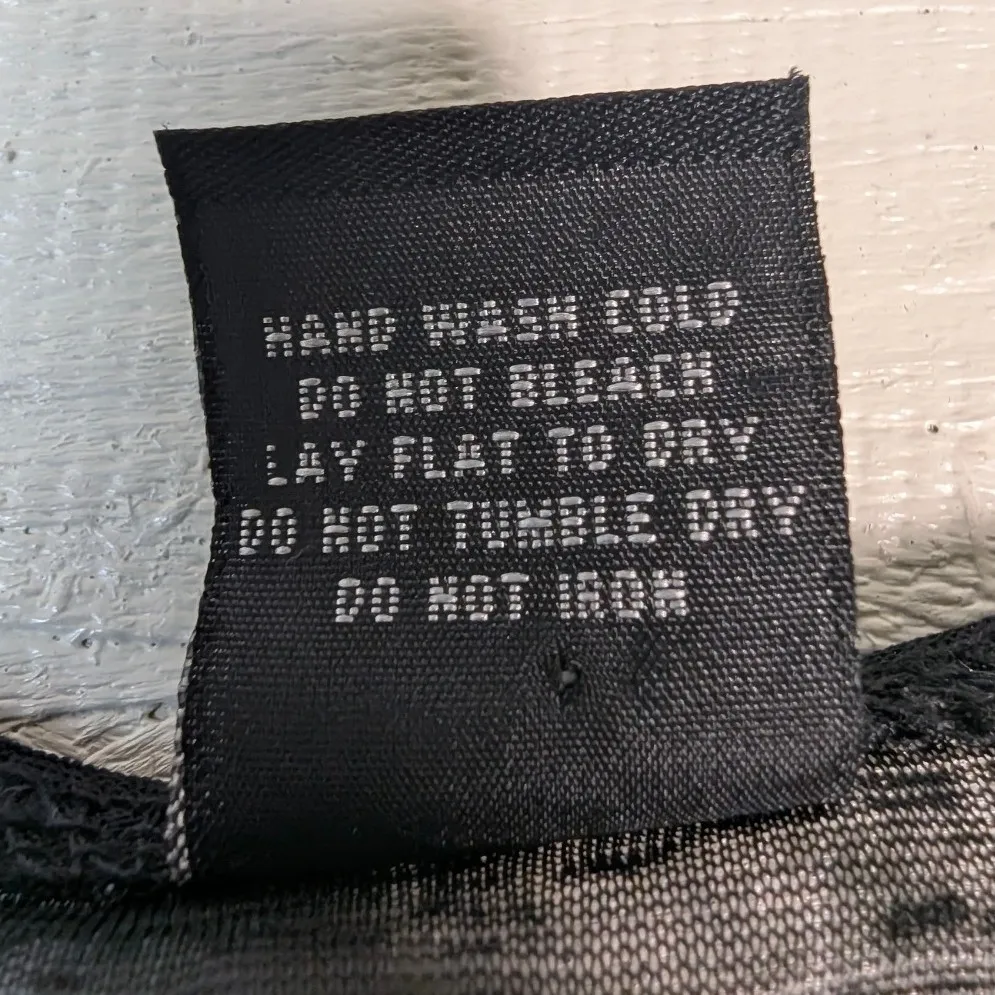 HAND WASH COLD
DO NOT BLEACH
LAY FLAT TO DRY
DO NOT TUMBLE DRY
DO NOT IRON